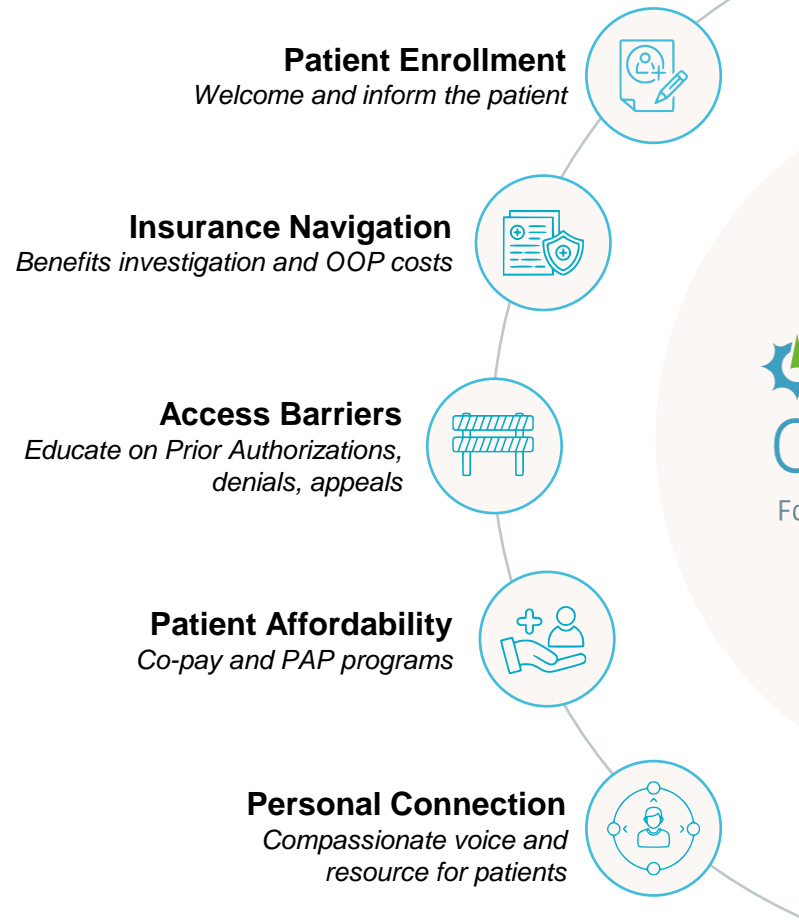 Patient Enrollment
Welcome and inform the patient
Insurance Navigation
Benefits investigation and OOP costs
Access Barriers
Educate on Prior Authorizations,
denials, appeals
Patient Affordability
Co-pay and PAP programs
Personal Connection
Compassionate voice and
resource for patients